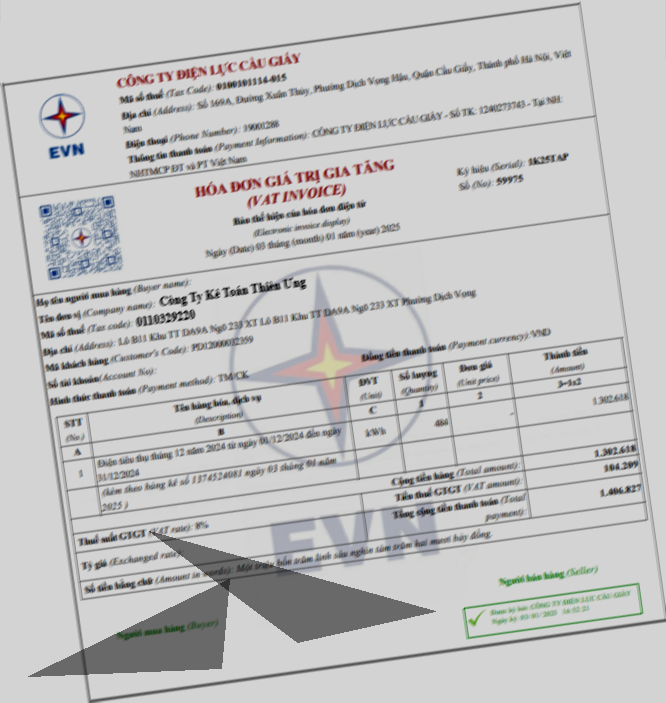 CÔNG TY ĐIỆN LỰC CẦU GIẤY
Mã số thuế (Tax Code): 0100101114-015
Địa chỉ (Address): Số 169A, Đường Xuân Thủy, Phường Dịch Vọng Hậu, Quận Cầu Giấy, Thành phố Hà Nội, Việt
Nam
Điện thoại (Phone Number): 19001288
Thông tin thanh toán (Payment Information): CÔNG TY ĐIỆN LỰC CẦU GIẤY - Số TK: 1240273743 - Tại NH:
NHTMCP ĐT và PT Việt Nam
EVN
HÓA ĐƠN GIÁ TRỊ GIA TĂNG
(VAT INVOICE)
Bản thể hiện của hóa đơn điện tử
(Electronic invoice display)
Ngày (Date) 03 tháng (month) 01 năm (year) 2025
Ký hiệu (Serial): 1K25TAP
Số (No): 59975
Họ tên người mua hàng (Buyer name):
Tên đơn vị (Company name): Công Ty Kế Toán Thiên Ưng
Mã số thuế (Tax code): 0110329220
Địa chỉ (Address): Lô B11 Khu TT DA9A Ngõ 233 XT Lô B11 Khu TT DA9A Ngõ 233 XT Phường Dịch Vọng
Mã khách hàng (Customer's Code): PD12000032359
Số tài khoản(Account No):
Hình thức thanh toán (Payment method): TM/CK
Đồng tiền thanh toán (Payment currency):VND
STT (No.) Tên hàng hóa, dịch vụ (Description) ĐVT (Unit) Số lượng (Quantity) Đơn giá (Unit price) Thành tiền (Amount)
A B C 1 2 3=1x2
1 Điện tiêu thụ tháng 12 năm 2024 từ ngày 01/12/2024 đến ngày 31/12/2024 kWh 484 - 1.302.618
(kèm theo bảng kê số 1374524081 ngày 03 tháng 01 năm 2025 )
Cộng tiền hàng (Total amount): 1.302.618
Thuế suất GTGT (VAT rate): 8% Tiền thuế GTGT (VAT amount): 104.209
Tỷ giá (Exchanged rate): Tổng cộng tiền thanh toán (Total payment): 1.406.827
Số tiền bằng chữ (Amount in words): Một triệu bốn trăm linh sáu nghìn tám trăm hai mươi bảy đồng.
EVN
Người mua hàng (Buyer)
Người bán hàng (Seller)
Được ký bởi :CÔNG TY ĐIỆN LỰC CẦU GIẤY
Ngày ký :03/01/2025 16:52:21